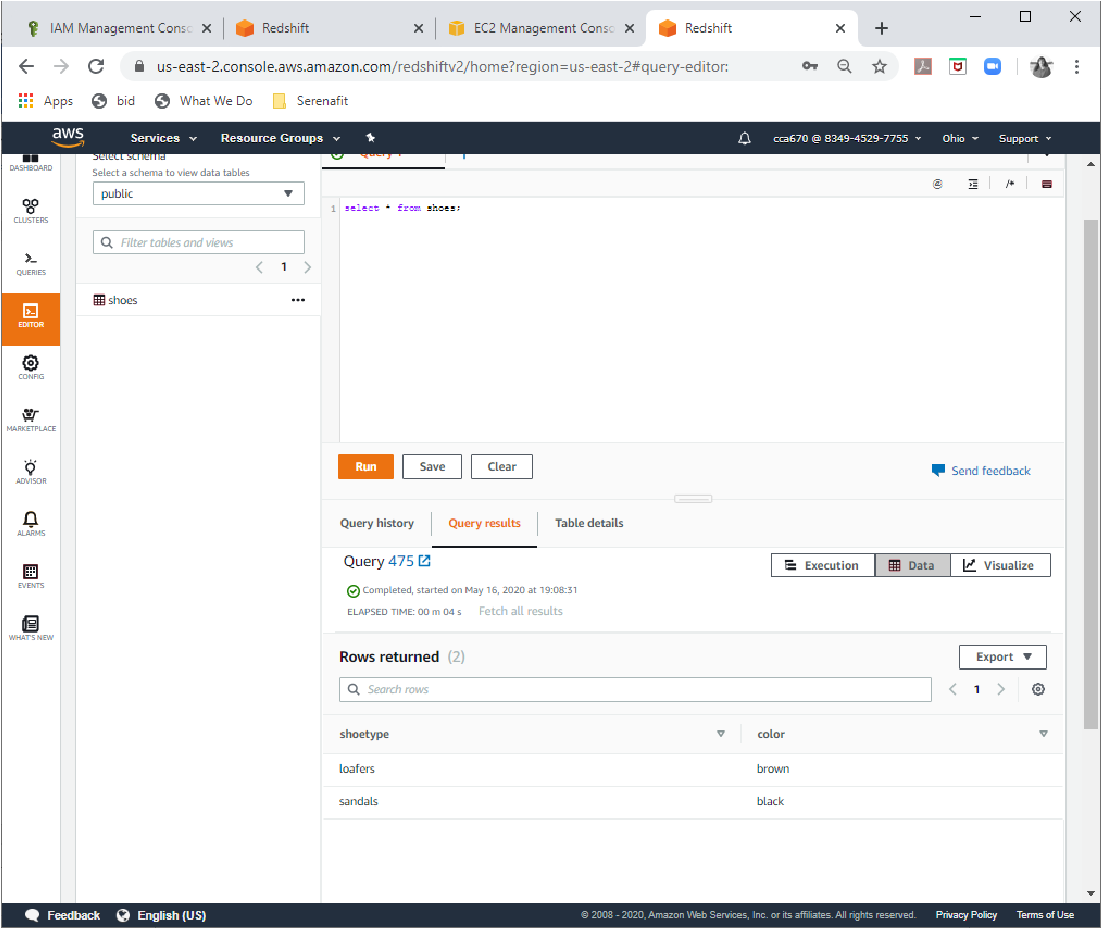 IAM Management Consc
Redshift
EC2 Management Consc
Redshift
us-east-2.console.aws.amazon.com/redshiftv2/home?region=us-east-2#query-editor:
Apps bid What We Do Serenafit
aws Services Resource Groups cca670 @ 8349-4529-7755 Ohio Support
DASHBOARD
CLUSTERS
QUERIES
EDITOR
CONFIG
MARKETPLACE
ADVISOR
ALARMS
EVENTS
WHAT'S NEW
Select schema
Select a schema to view data tables
public
Filter tables and views
1
shoes
Query 1
1 select * from shoes;
Run Save Clear
Send feedback
Query history Query results Table details
Query 475
Execution Data Visualize
Completed, started on May 16, 2020 at 19:08:31
ELAPSED TIME: 00 m 04 s Fetch all results
Rows returned (2)
Export
Search rows
1
shoetype color
loafers brown
sandals black
Feedback English (US) © 2008 - 2020, Amazon Web Services, Inc. or its affiliates. All rights reserved. Privacy Policy Terms of Use